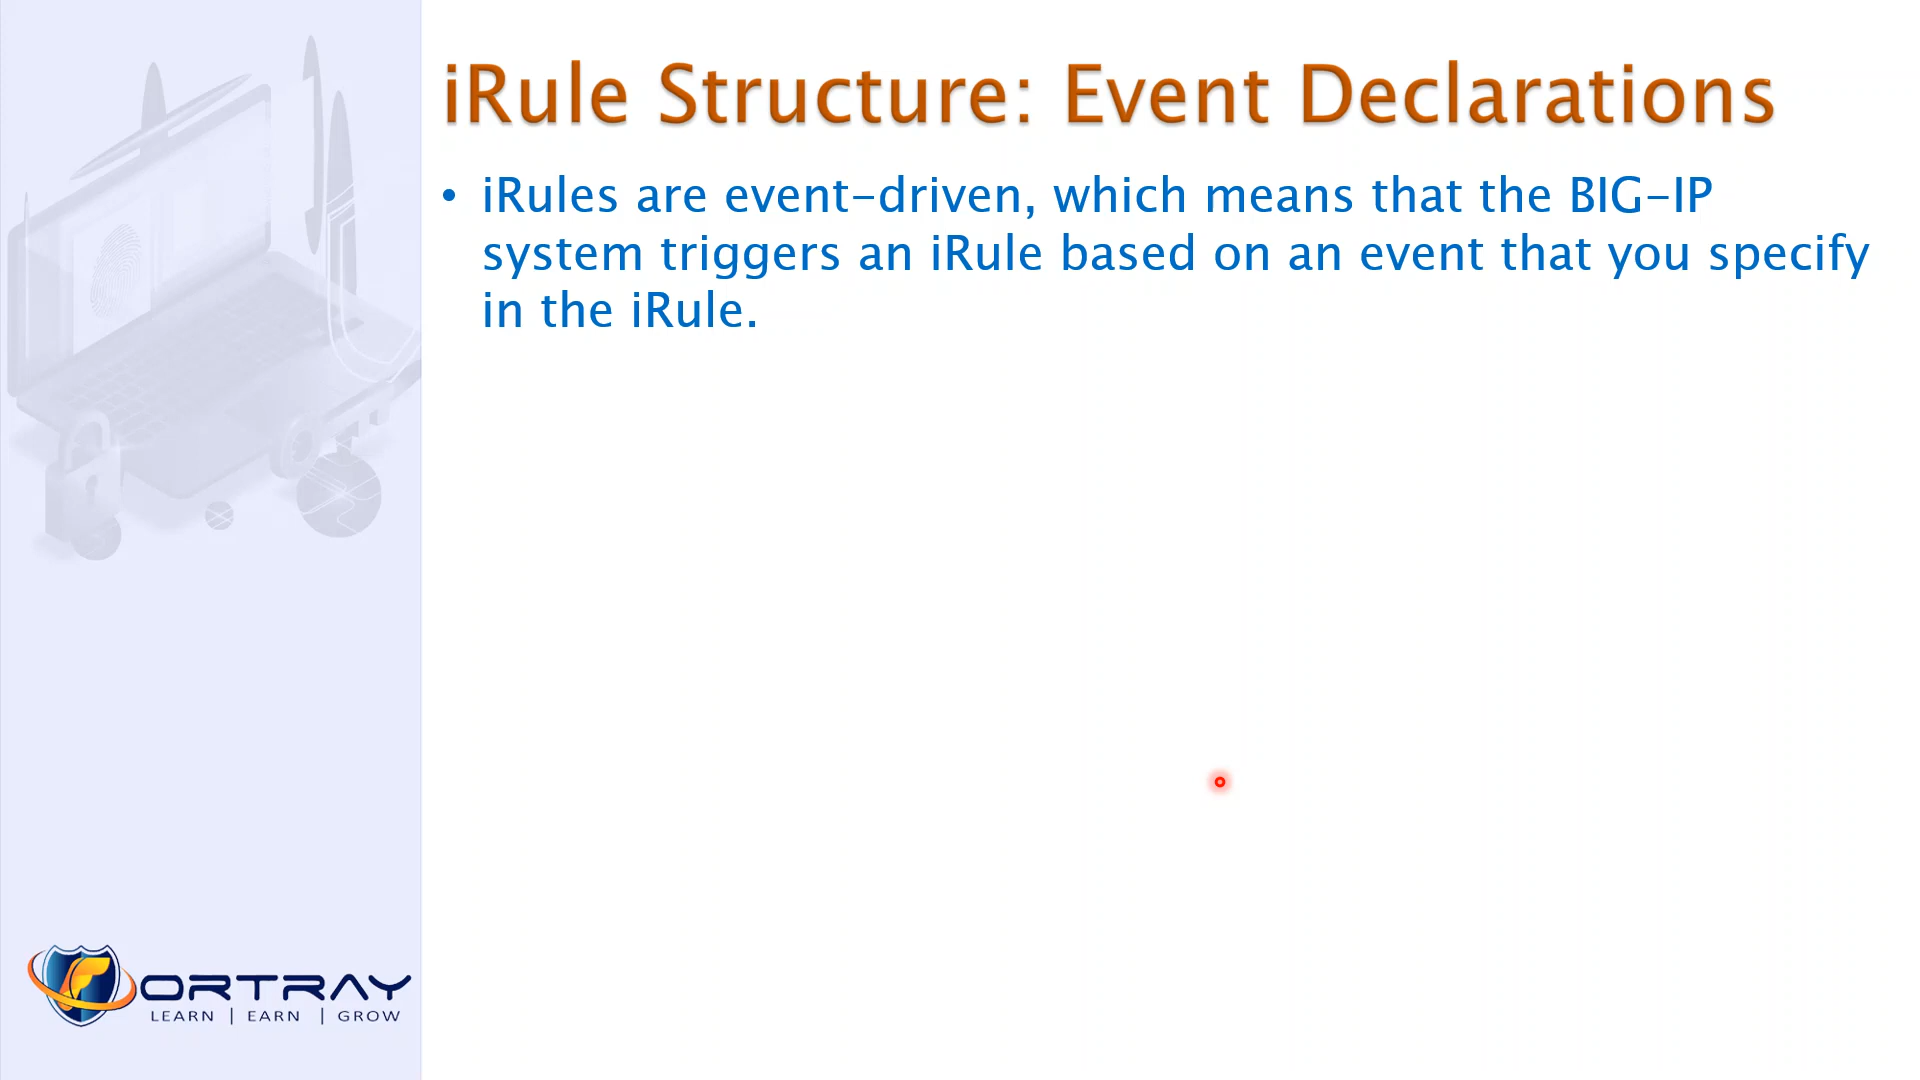 iRule Structure: Event Declarations
• iRules are event-driven, which means that the BIG-IP
system triggers an iRule based on an event that you specify
in the iRule.
FORTRAY
LEARN | EARN | GROW